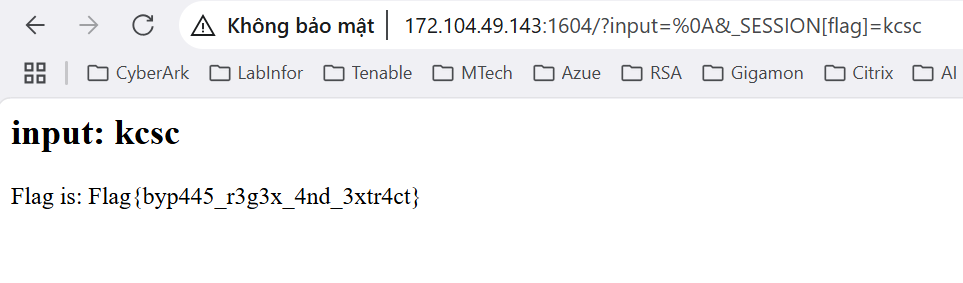 Không bảo mật 172.104.49.143:1604/?input=%0A&_SESSION[flag]=kcsc
CyberArk LabInfor Tenable MTech Azue RSA Gigamon Citrix AI
input: kcsc
Flag is: Flag{byp445_r3g3x_4nd_3xtr4ct}